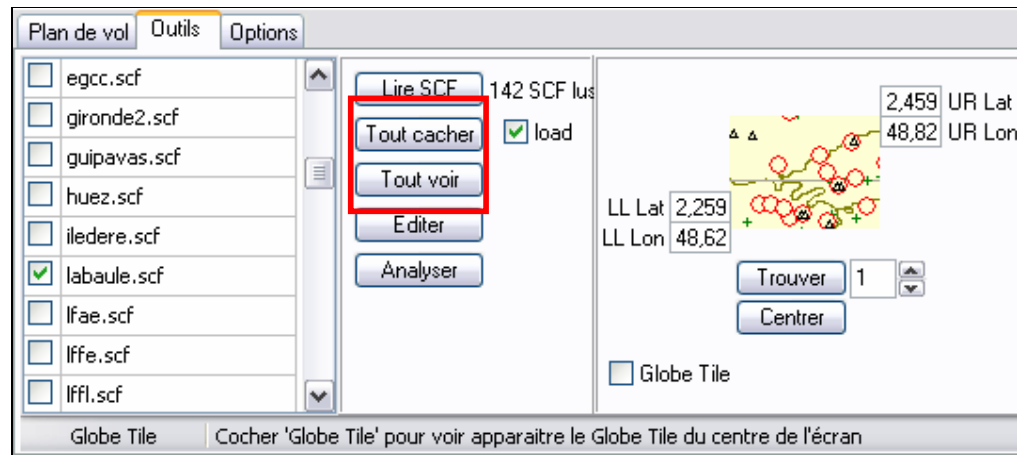 Plan de vol Outils Options
egcc.scf
gironde2.scf
guipavas.scf
huez.scf
iledere.scf
labaule.scf
lfae.scf
lffe.scf
lffl.scf
Lire SCF 142 SCF lus
Tout cacher load
Tout voir
Editer
Analyser
2,459 UR Lat
48,82 UR Lon
LL Lat 2,259
LL Lon 48,62
Trouver 1
Centrer
Globe Tile
Globe Tile Cocher 'Globe Tile' pour voir apparaitre le Globe Tile du centre de l'écran